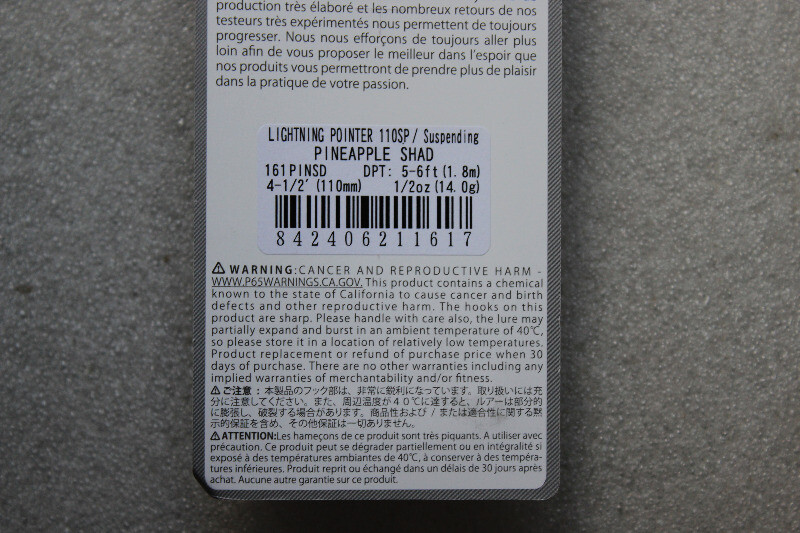 production très élaboré et les nombreux retours de nos
testeurs très expérimentés nous permettent de toujours
progresser. Nous nous efforçons de toujours aller plus
loin afin de vous proposer le meilleur dans l'espoir que
nos produits vous permettront de prendre plus de plaisir
dans la pratique de votre passion.
LIGHTNING POINTER 110SP/ Suspending
PINEAPPLE SHAD
161PINSD DPT: 5-6ft(1.8m)
4-1/2´(110mm) 1/2oz(14.0g)
842406211617
⚠ WARNING:CANCER AND REPRODUCTIVE HARM -
WWW.P65WARNINGS.CA.GOV. This product contains a chemical
known to the state of California to cause cancer and birth
defects and other reproductive harm. The hooks on this
product are sharp. Please handle with care also, the lure may
partially expand and burst in an ambient temperature of 40℃,
so please store it in a location of relatively low temperatures.
Product replacement or refund of purchase price when 30
days of purchase. There are no other warranties including any
implied warranties of merchantability and/or fitness.
⚠ご注意：本製品のフック部は、非常に鋭利になっています。取り扱いには充
分に注意してください。また、周辺温度が４０℃に達すると、ルアーは部分的
に膨張し、破裂する場合があります。商品性および / または適合性に関する黙
示的保証を含め、その他保証は一切ありません。
⚠ATTENTION:Les hameçons de ce produit sont très piquants. A utiliser avec
précaution. Ce produit peut se dégrader partiellement ou en intégralité si
exposé à des températures ambiantes de 40℃, à conserver à des tempéra-
tures inférieures. Produit reprit ou échangé dans un délais de 30 jours après
achat. Aucune autre garantie sur ce produit.